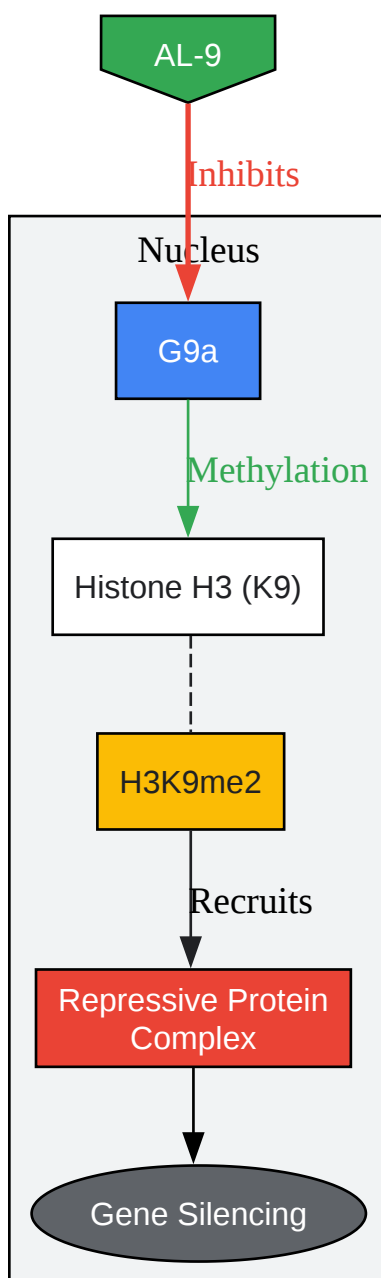 AL-9
Inhibits
Nucleus
G9a
Methylation
Histone H3 (K9)
H3K9me2
Recruits
Repressive Protein
Complex
Gene Silencing